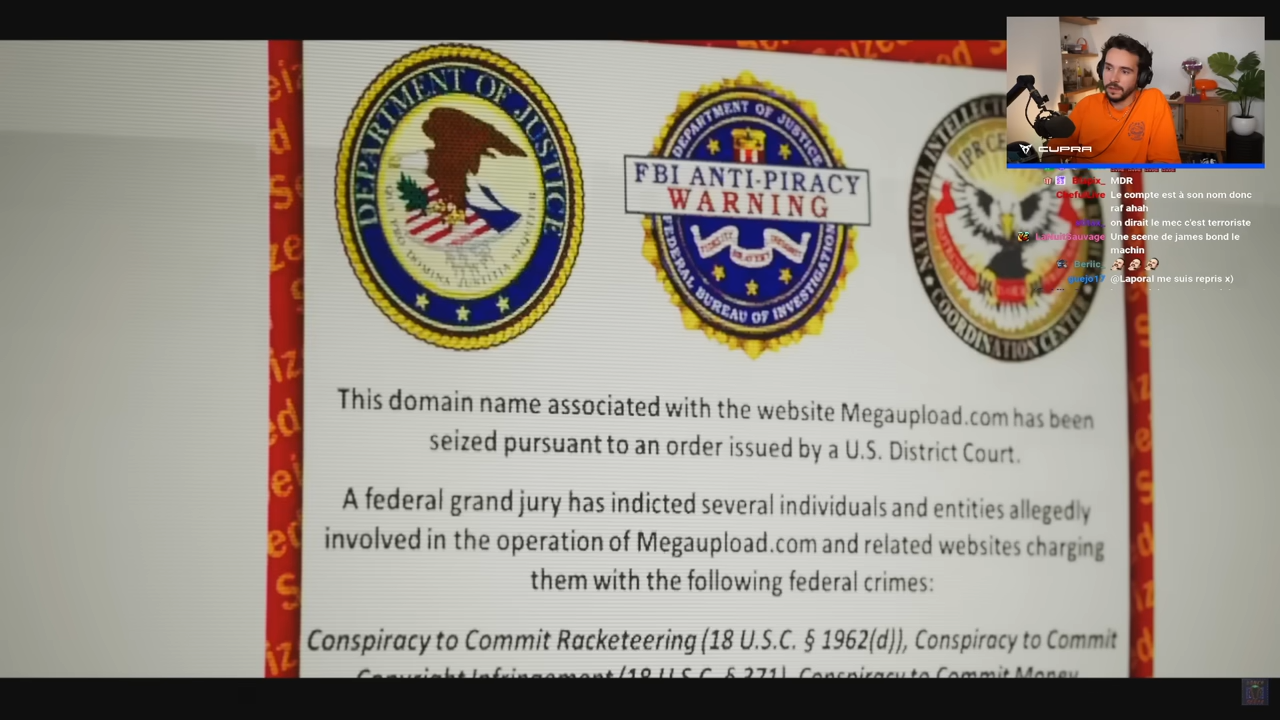 DEPARTMENT OF JUSTICE
DEPARTMENT OF JUSTICE
FBI ANTI-PIRACY
WARNING
FEDERAL BUREAU OF INVESTIGATION
COORDINATION CENTER
This domain name associated with the website Megaupload.com has been
seized pursuant to an order issued by a U.S. District Court.
A federal grand jury has indicted several individuals and entities allegedly
involved in the operation of Megaupload.com and related websites charging
them with the following federal crimes:
Conspiracy to Commit Racketeering (18 U.S.C. § 1962(d)), Conspiracy to Commit
CUPRA
MDR
Le compte est à son nom donc
raf ahah
on dirait le mec c'est terroriste
Une scene de james bond le
machin
Berlic
@Laporal me suis repris x)